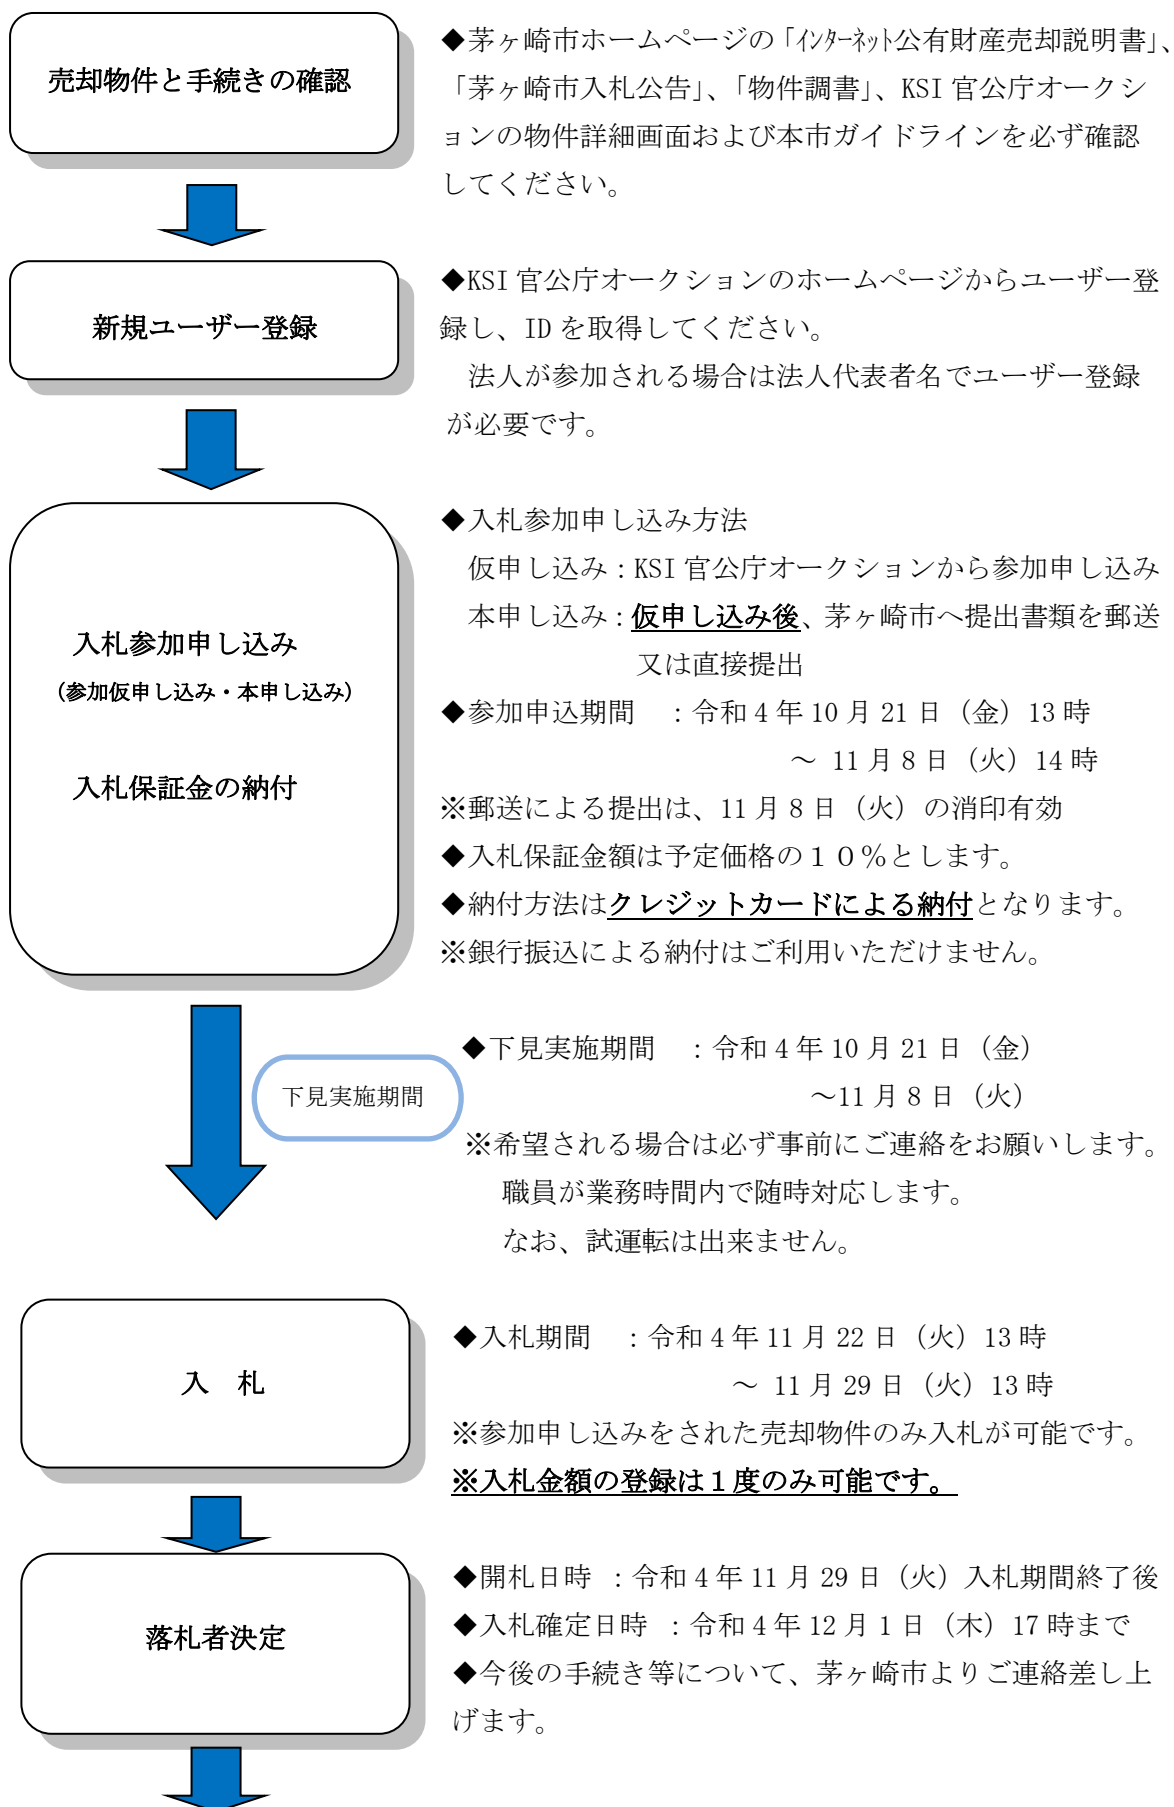 売却物件と手続きの確認
◆茅ヶ崎市ホームページの「インターネット公有財産売却説明書」、
「茅ヶ崎市入札公告」、「物件調書」、KSI 官公庁オークシ
ョンの物件詳細画面および本市ガイドラインを必ず確認
してください。
新規ユーザー登録
◆KSI 官公庁オークションのホームページからユーザー登
録し、ID を取得してください。
法人が参加される場合は法人代表者名でユーザー登録
が必要です。
入札参加申し込み
（参加仮申し込み・本申し込み）
入札保証金の納付
◆入札参加申し込み方法
仮申し込み：KSI 官公庁オークションから参加申し込み
本申し込み：仮申し込み後、茅ヶ崎市へ提出書類を郵送
又は直接提出
◆参加申込期間　：令和 4 年 10 月 21 日（金）13 時
～ 11 月 8 日（火）14 時
※郵送による提出は、11 月 8 日（火）の消印有効
◆入札保証金額は予定価格の１０％とします。
◆納付方法はクレジットカードによる納付となります。
※銀行振込による納付はご利用いただけません。
下見実施期間
◆下見実施期間　：令和 4 年 10 月 21 日（金）
～11 月 8 日（火）
※希望される場合は必ず事前にご連絡をお願いします。
職員が業務時間内で随時対応します。
なお、試運転は出来ません。
入　札
◆入札期間　：令和 4 年 11 月 22 日（火）13 時
～ 11 月 29 日（火）13 時
※参加申し込みをされた売却物件のみ入札が可能です。
※入札金額の登録は１度のみ可能です。
落札者決定
◆開札日時 ：令和 4 年 11 月 29 日（火）入札期間終了後
◆入札確定日時 ：令和 4 年 12 月 1 日（木）17 時まで
◆今後の手続き等について、茅ヶ崎市よりご連絡差し上
げます。